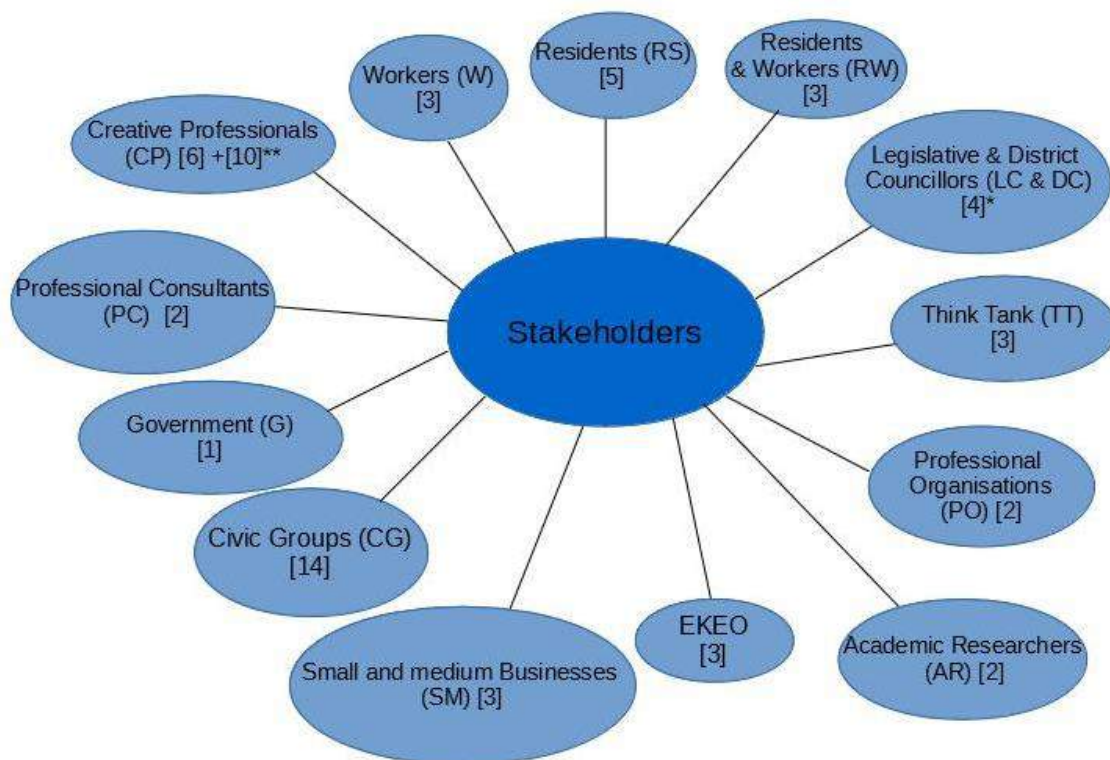 Residents (RS)
[5]
Residents
& Workers (RW)
[3]
Workers (W)
[3]
Creative Professionals
(CP) [6] +[10]**
Legislative & District
Councillors (LC & DC)
[4]*
Professional Consultants
(PC) [2]
Stakeholders
Think Tank (TT)
[3]
Government (G)
[1]
Professional
Organisations
(PO) [2]
Civic Groups (CG)
[14]
EKEO
[3]
Academic Researchers
(AR) [2]
Small and medium Businesses
(SM) [3]